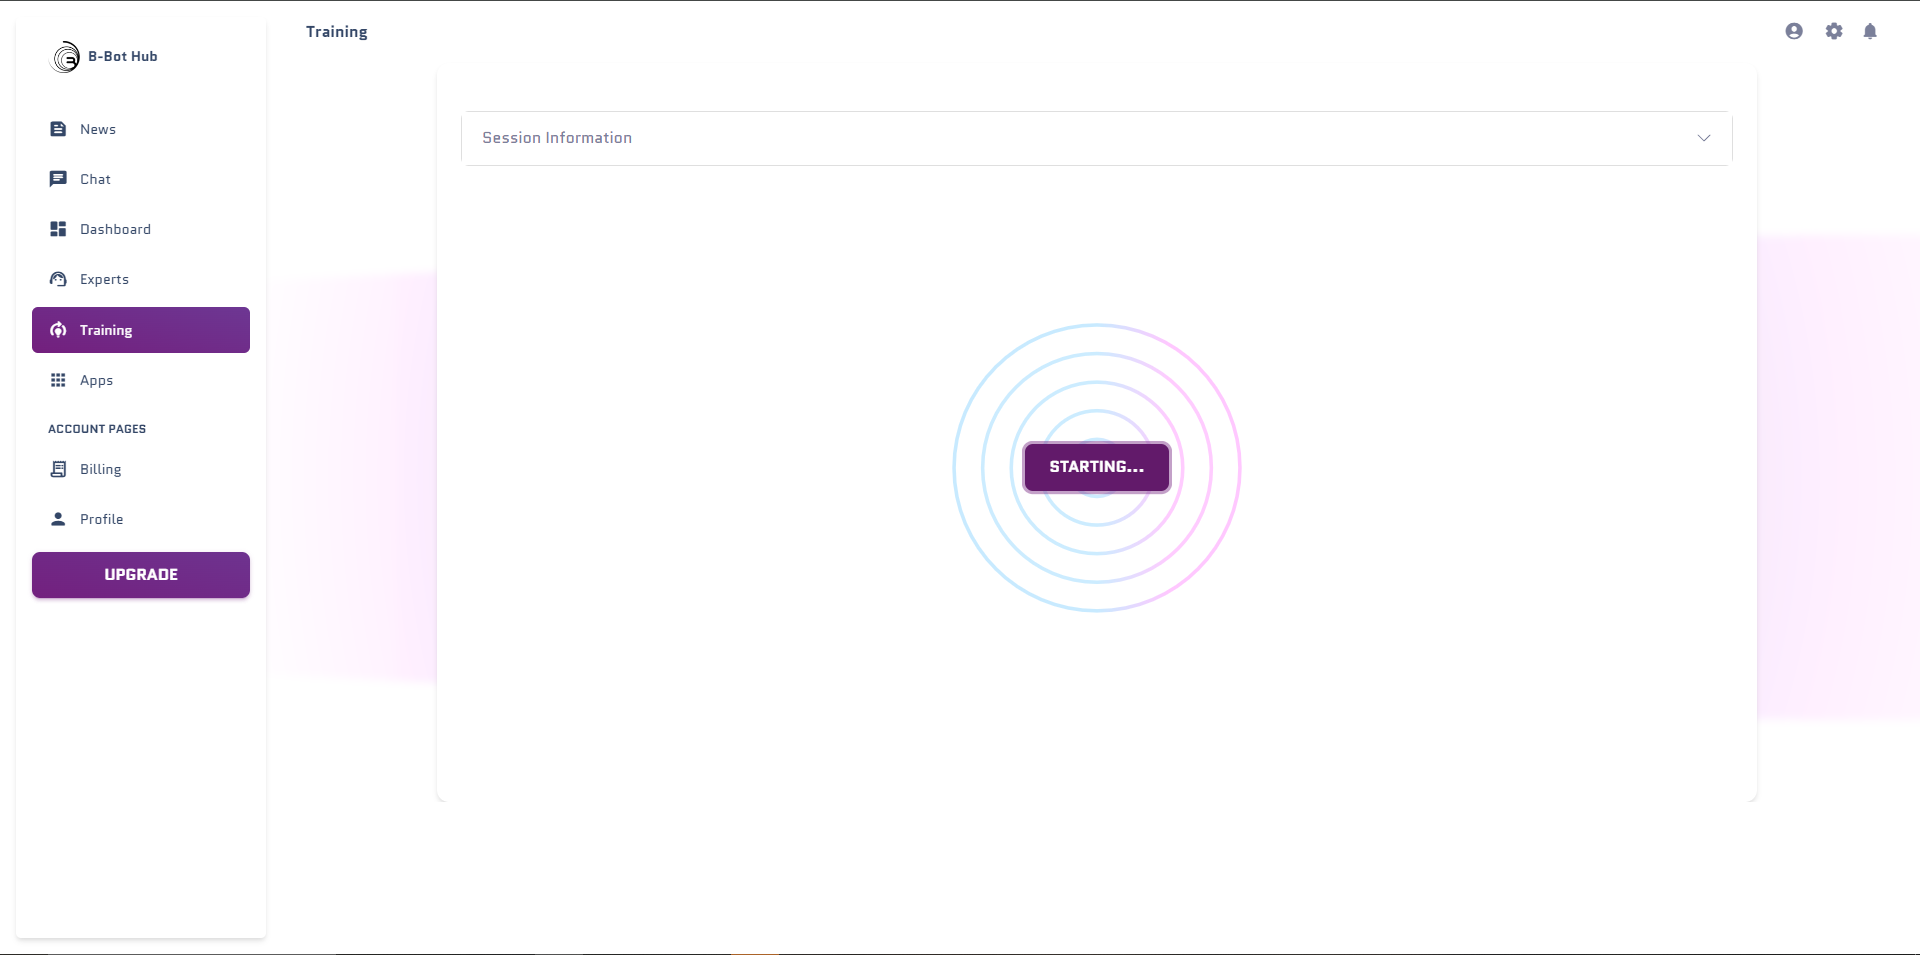 B-Bot Hub
News
Chat
Dashboard
Experts
Training
Apps
ACCOUNT PAGES
Billing
Profile
UPGRADE
Training
Session Information
STARTING...